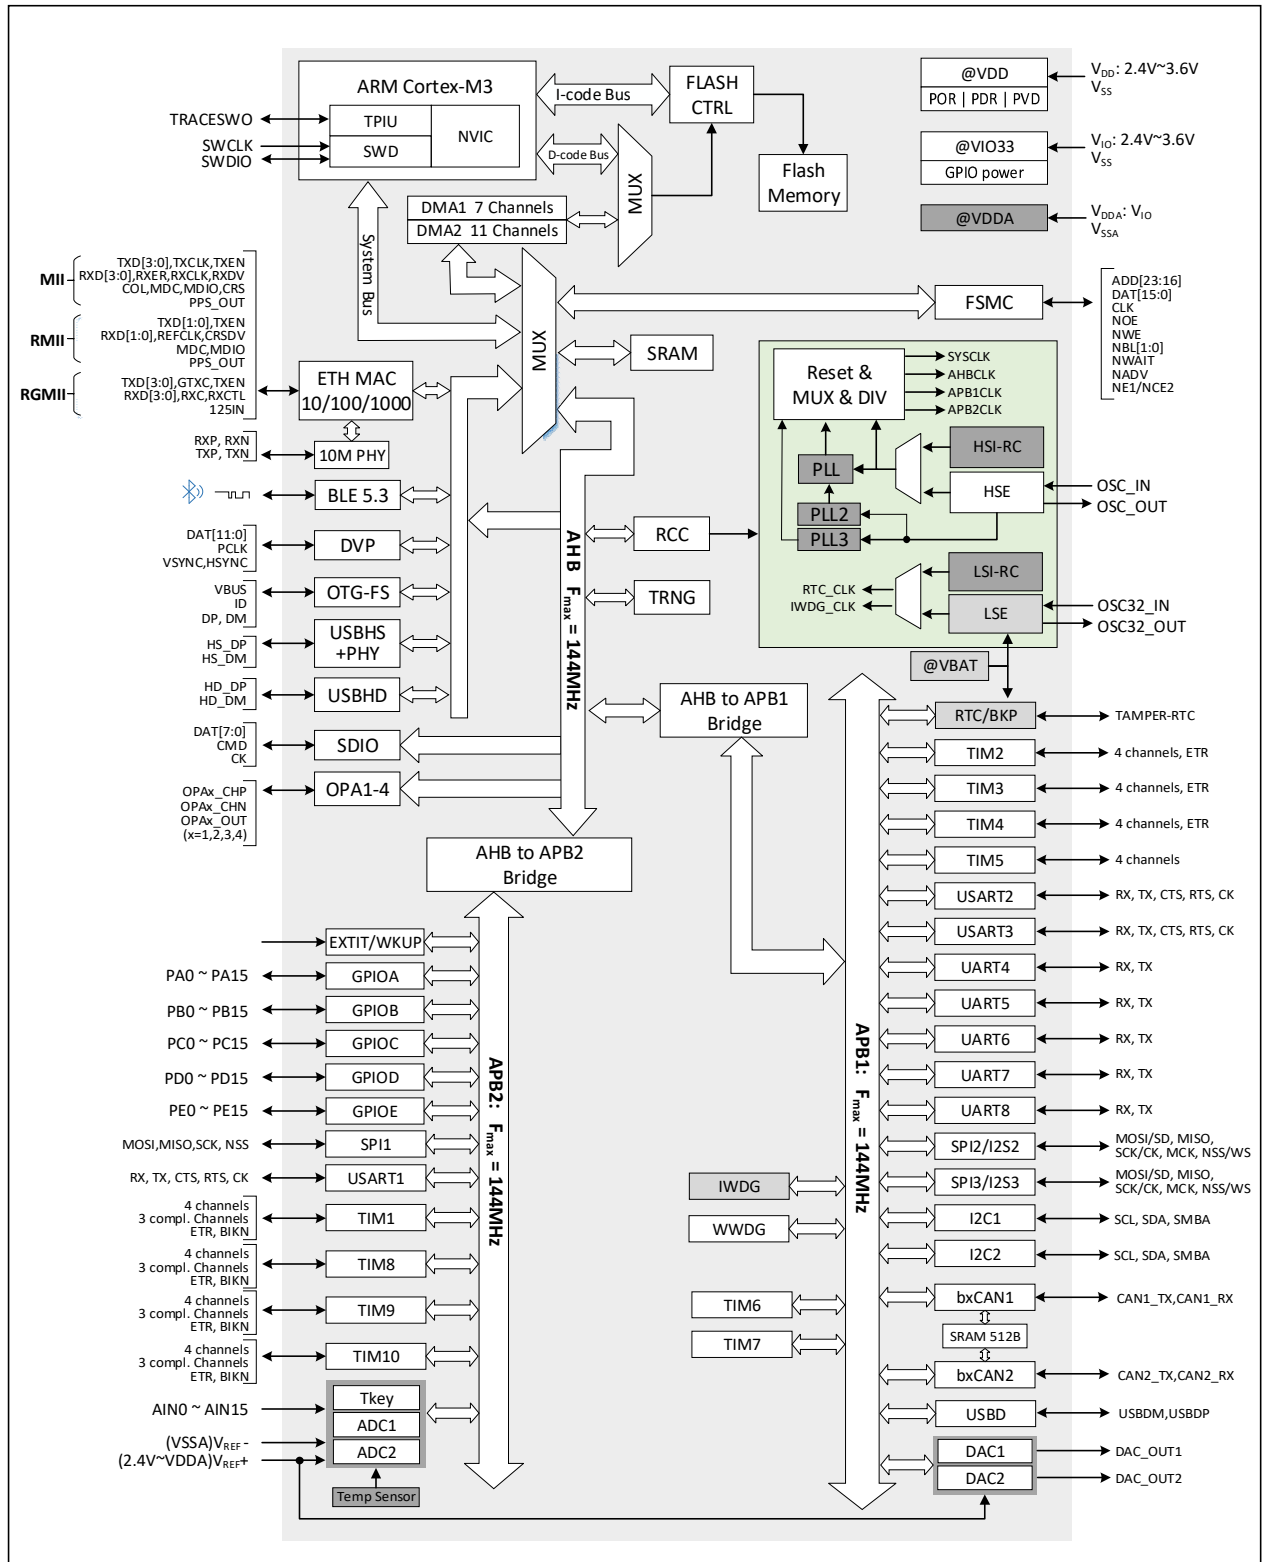 ARM Cortex-M3
TPIU
SWD
NVIC
TRACESWO
SWCLK
SWDIO
I-code Bus
D-code Bus
System Bus
FLASH
CTRL
MUX
Flash
Memory
DMA1 7 Channels
DMA2 11 Channels
MUX
@VDD
POR | PDR | PVD
VDD: 2.4V~3.6V
VSS
@VIO33
GPIO power
VIO: 2.4V~3.6V
VSS
@VDDA
VDDA: VIO
VSSA
MII
TXD[3:0],TXCLK,TXEN
RXD[3:0],RXER,RXCLK,RXDV
COL,MDC,MDIO,CRS
PPS_OUT
RMII
TXD[1:0],TXEN
RXD[1:0],REFCLK,CRSDV
MDC,MDIO
PPS_OUT
RGMII
TXD[3:0],GTXC,TXEN
RXD[3:0],RXC,RXCTL
125IN
ETH MAC
10/100/1000
RXP, RXN
TXP, TXN
10M PHY
BLE 5.3
DAT[11:0]
PCLK
VSYNC,HSYNC
DVP
VBUS
ID
DP, DM
OTG-FS
HS_DP
HS_DM
USBHS
+PHY
HD_DP
HD_DM
USBHD
DAT[7:0]
CMD
CK
SDIO
OPAx_CHP
OPAx_CHN
OPAx_OUT
(x=1,2,3,4)
OPA1-4
FSMC
ADD[23:16]
DAT[15:0]
CLK
NOE
NWE
NBL[1:0]
NWAIT
NADV
NE1/NCE2
SRAM
RCC
TRNG
AHB Fmax = 144MHz
Reset &
MUX & DIV
SYSCLK
AHBCLK
APB1CLK
APB2CLK
HSI-RC
PLL
HSE
OSC_IN
OSC_OUT
PLL2
PLL3
LSI-RC
RTC_CLK
IWDG_CLK
LSE
OSC32_IN
OSC32_OUT
@VBAT
AHB to APB1
Bridge
AHB to APB2
Bridge
EXTIT/WKUP
PA0 ~ PA15
GPIOA
PB0 ~ PB15
GPIOB
PC0 ~ PC15
GPIOC
PD0 ~ PD15
GPIOD
PE0 ~ PE15
GPIOE
MOSI,MISO,SCK, NSS
SPI1
RX, TX, CTS, RTS, CK
USART1
4 channels
3 compl. Channels
ETR, BIKN
TIM1
4 channels
3 compl. Channels
ETR, BIKN
TIM8
4 channels
3 compl. Channels
ETR, BIKN
TIM9
4 channels
3 compl. Channels
ETR, BIKN
TIM10
AIN0 ~ AIN15
(VSSA)VREF -
(2.4V~VDDA)VREF+
Tkey
ADC1
ADC2
Temp Sensor
APB2: Fmax = 144MHz
IWDG
WWDG
TIM6
TIM7
APB1: Fmax = 144MHz
RTC/BKP
TAMPER-RTC
TIM2
4 channels, ETR
TIM3
4 channels, ETR
TIM4
4 channels, ETR
TIM5
4 channels
USART2
RX, TX, CTS, RTS, CK
USART3
RX, TX, CTS, RTS, CK
UART4
RX, TX
UART5
RX, TX
UART6
RX, TX
UART7
RX, TX
UART8
RX, TX
SPI2/I2S2
MOSI/SD, MISO,
SCK/CK, MCK, NSS/WS
SPI3/I2S3
MOSI/SD, MISO,
SCK/CK, MCK, NSS/WS
I2C1
SCL, SDA, SMBA
I2C2
SCL, SDA, SMBA
bxCAN1
CAN1_TX,CAN1_RX
SRAM 512B
bxCAN2
CAN2_TX,CAN2_RX
USBD
USBDM,USBDP
DAC1
DAC_OUT1
DAC2
DAC_OUT2